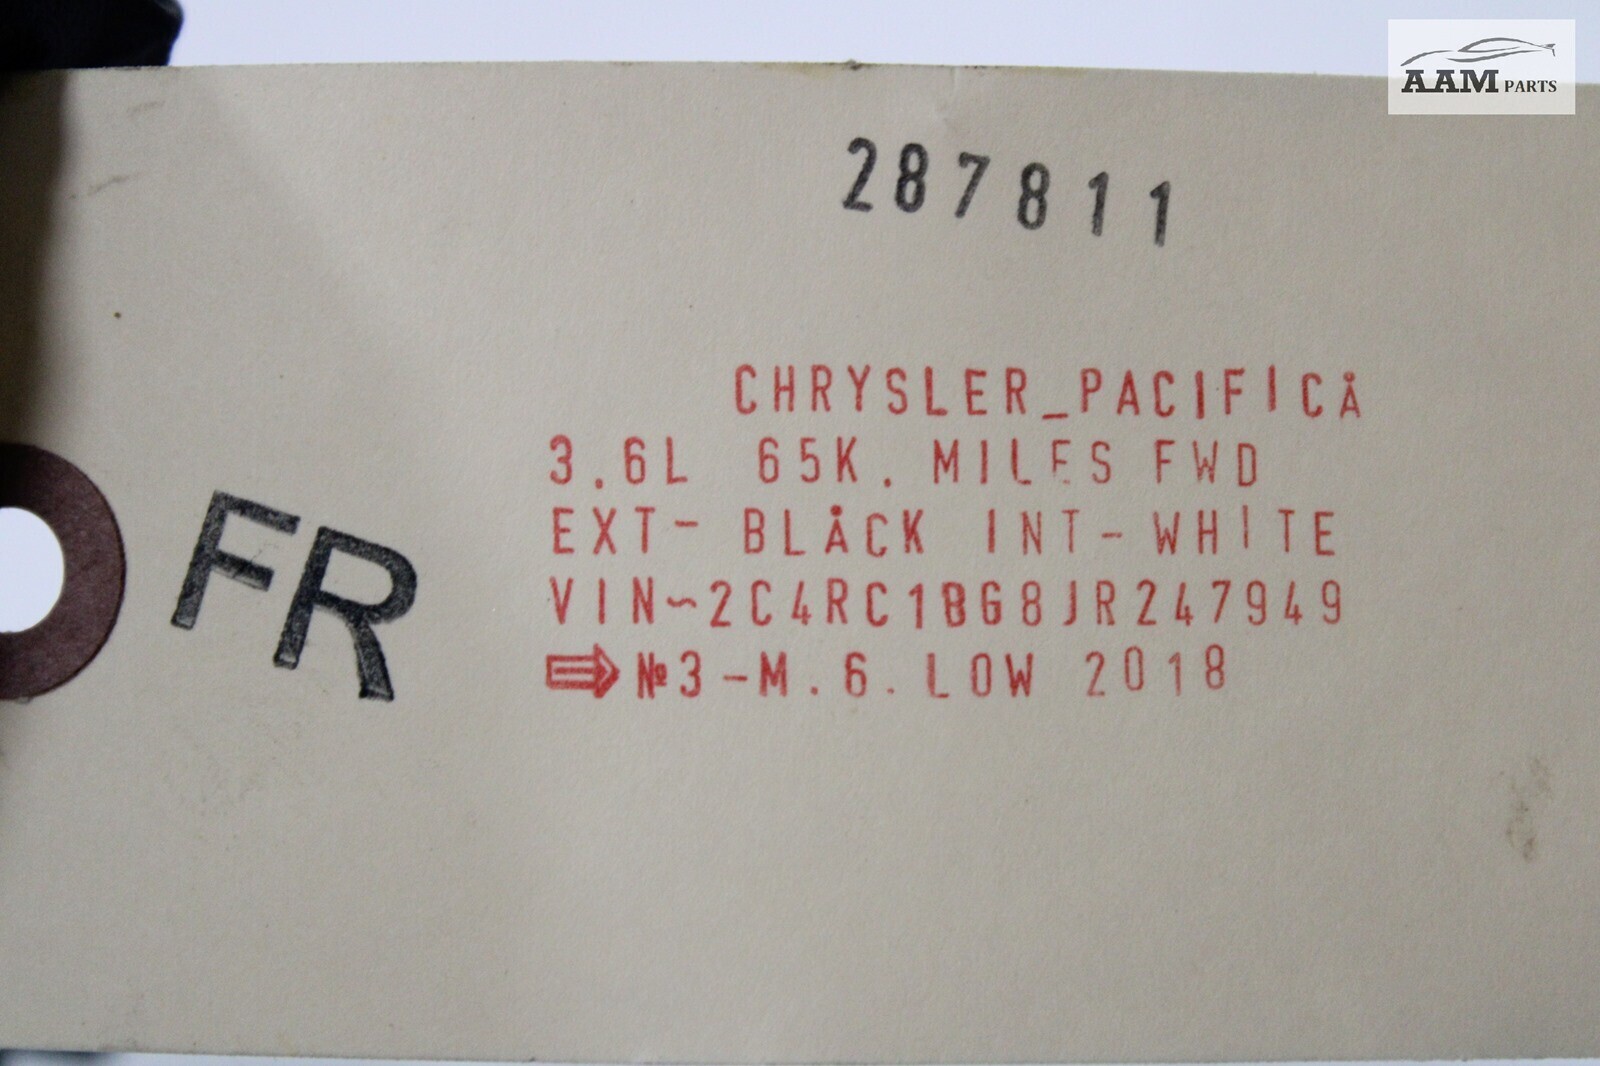 AAM PARTS
287811
CHRYSLER_PACIFICA
3.6L 65K. MILES FWD
EXT- BLACK INT-WHITE
VIN~2C4RC1BG8JR247949
⇨ №3-M.6. LOW 2018
FR